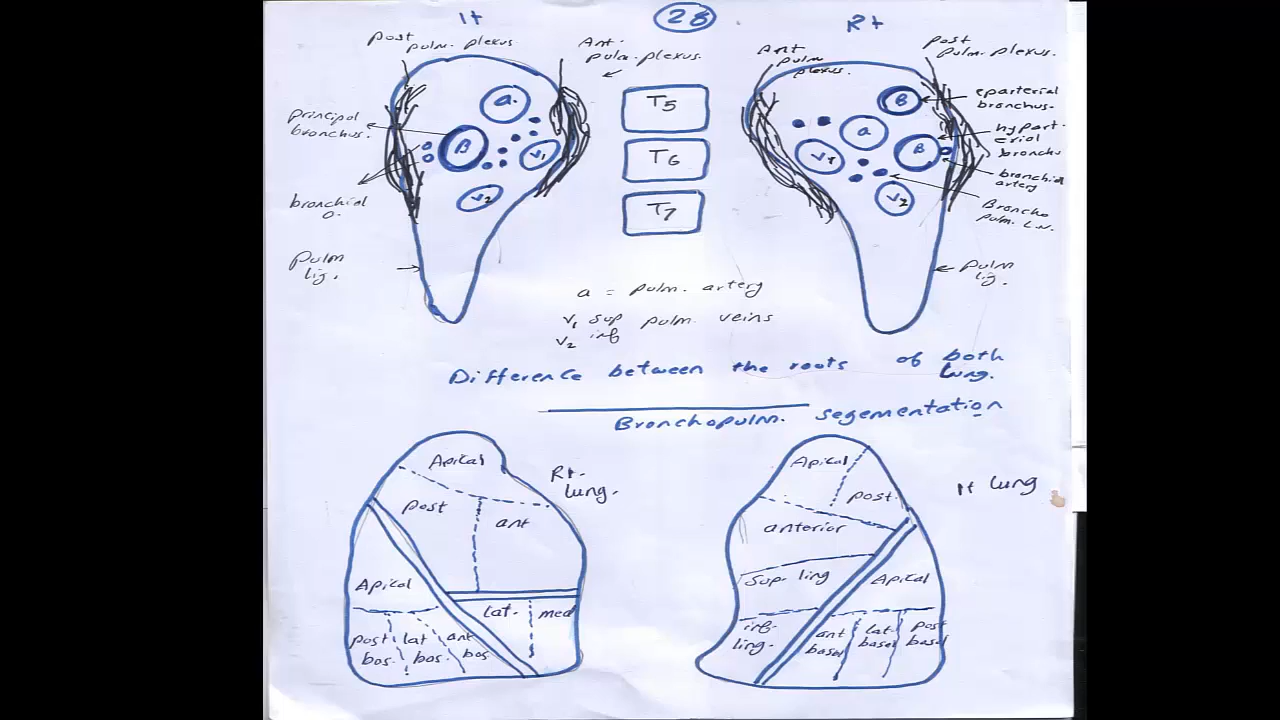 lt
28
Rt
post
pulm. plexus
Ant.
pulm. plexus.
Ant
pulm
plexus.
post
pulm. plexus.
principal
bronchus.
bronchial
a.
pulm
lig.
a.
B
V1
V2
T5
T6
T7
B
a
B
V1
V2
eparterial
bronchus.
hypart-
erial
bronchu
bronchial
artery
Broncho
pulm. L.N.
pulm
lig.
a = pulm. artery
V1 sup
V2 inf
pulm. veins
Difference between the roots of both
Lung.
Bronchopulm. segementation
Rt.
Lung.
Apical
post
ant
Apical
lat.
med
post
bas.
lat
bas.
ant
bas
lt Lung
Apical
post.
anterior
Sup. ling
Apical
inf.
ling.
ant
basal
lat.
basal
post
basal